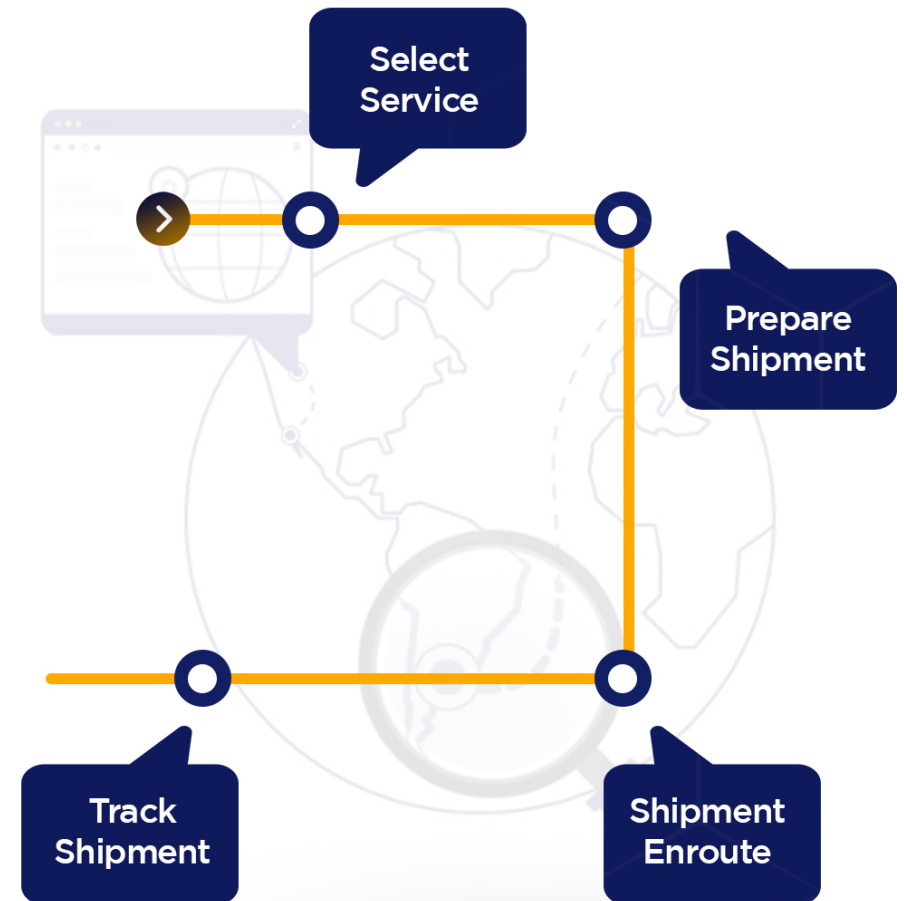 Select
Service
Prepare
Shipment
Shipment
Enroute
Track
Shipment